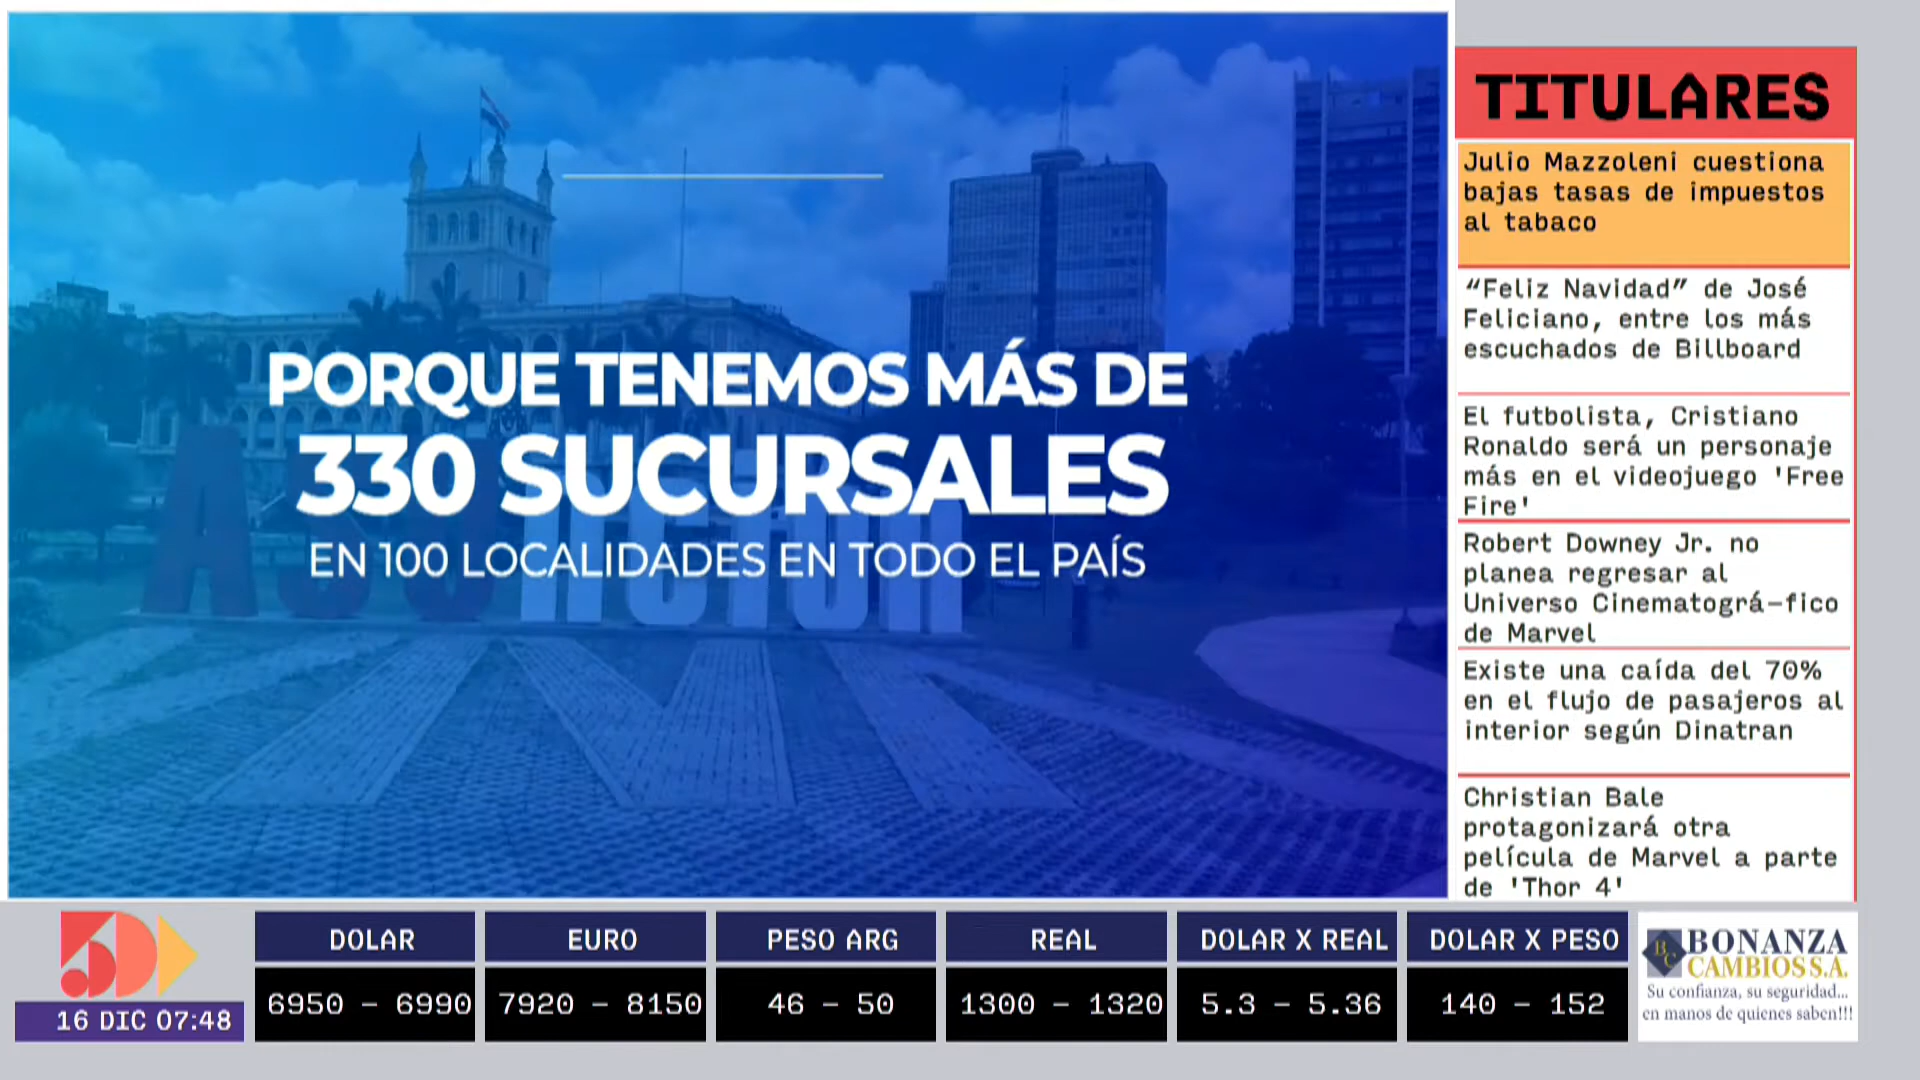 PORQUE TENEMOS MÁS DE
330 SUCURSALES
EN 100 LOCALIDADES EN TODO EL PAÍS
ASUNCIÓN
TITULARES
Julio Mazzoleni cuestiona
bajas tasas de impuestos
al tabaco
“Feliz Navidad” de José
Feliciano, entre los más
escuchados de Billboard
El futbolista, Cristiano
Ronaldo será un personaje
más en el videojuego 'Free
Fire'
Robert Downey Jr. no
planea regresar al
Universo Cinematográ-fico
de Marvel
Existe una caída del 70%
en el flujo de pasajeros al
interior según Dinatran
Christian Bale
protagonizará otra
película de Marvel a parte
de 'Thor 4'
5D
16 DIC 07:48
DOLAR
6950 - 6990
EURO
7920 - 8150
PESO ARG
46 - 50
REAL
1300 - 1320
DOLAR X REAL
5.3 - 5.36
DOLAR X PESO
140 - 152
BC
BONANZA
CAMBIOS S.A.
Su confianza, su seguridad...
en manos de quienes saben!!!